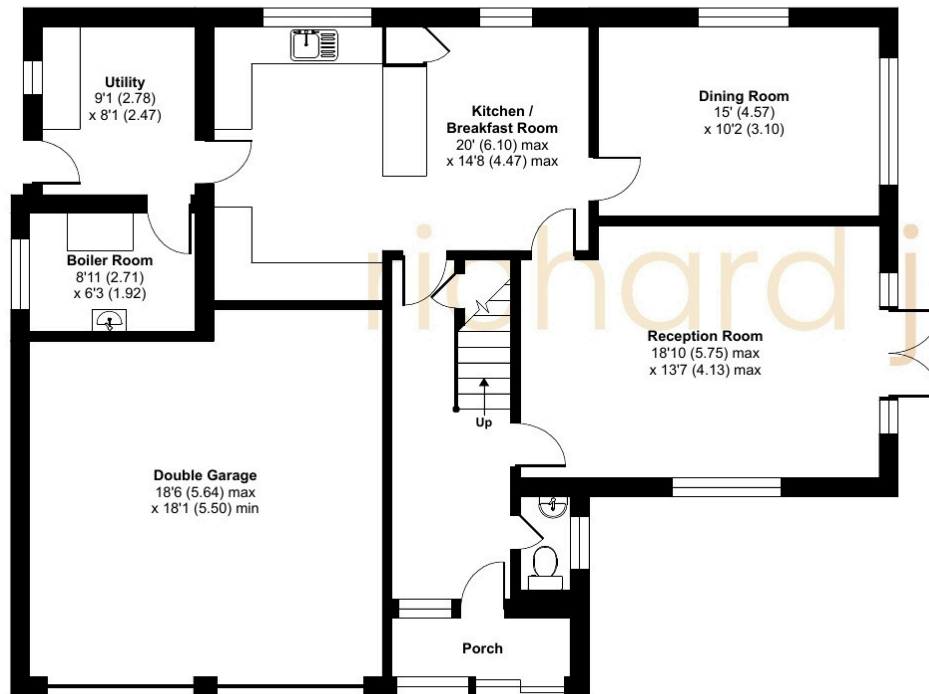 Utility
9'1 (2.78)
x 8'1 (2.47)
Kitchen /
Breakfast Room
20' (6.10) max
x 14'8 (4.47) max
Dining Room
15' (4.57)
x 10'2 (3.10)
Boiler Room
8'11 (2.71)
x 6'3 (1.92)
richard j
Reception Room
18'10 (5.75) max
x 13'7 (4.13) max
Up
Double Garage
18'6 (5.64) max
x 18'1 (5.50) min
Porch